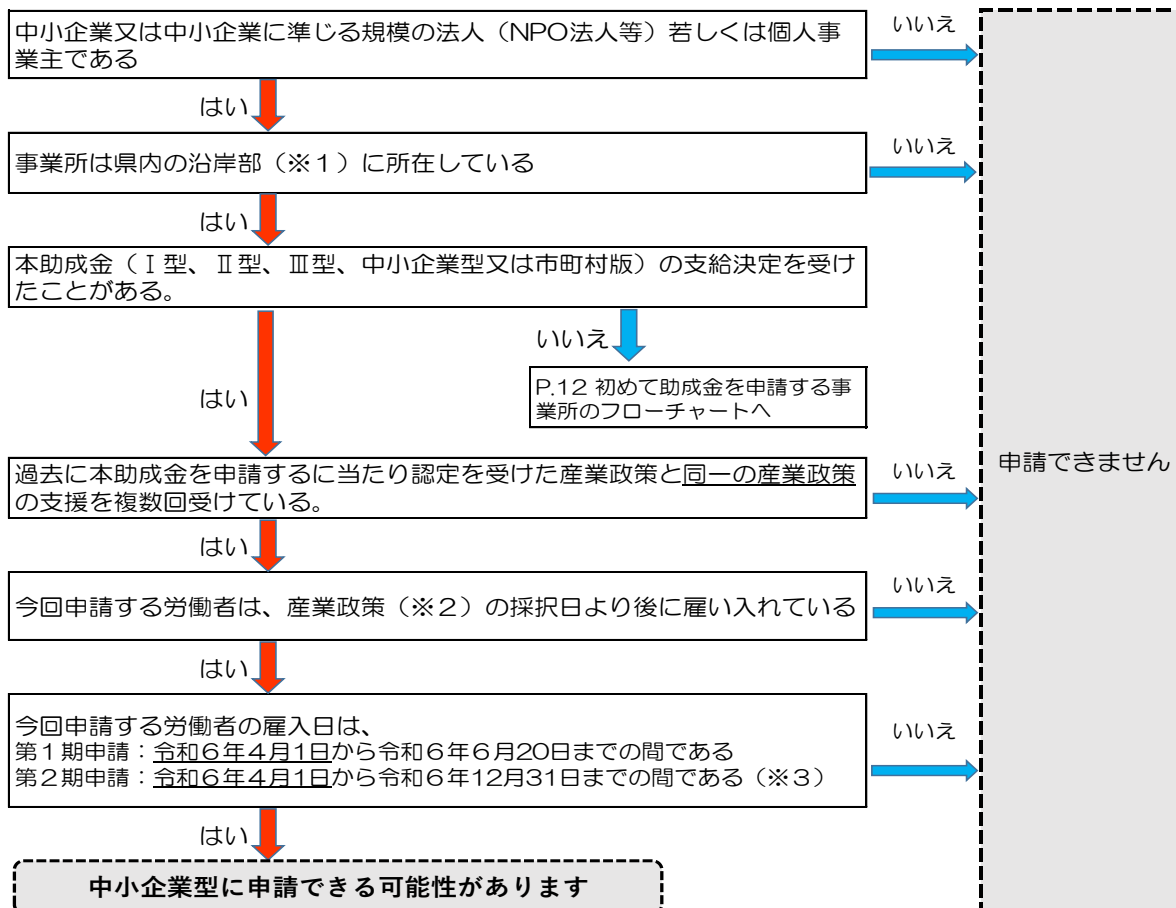 中小企業又は中小企業に準じる規模の法人（NPO法人等）若しくは個人事
業主である
いいえ
はい
事業所は県内の沿岸部（※１）に所在している
いいえ
はい
本助成金（Ⅰ型、Ⅱ型、Ⅲ型、中小企業型又は市町村版）の支給決定を受け
たことがある。
いいえ
はい
P.12 初めて助成金を申請する事
業所のフローチャートへ
過去に本助成金を申請するに当たり認定を受けた産業政策と同一の産業政策
の支援を複数回受けている。
いいえ
申請できません
はい
今回申請する労働者は、産業政策（※２）の採択日より後に雇い入れている
いいえ
はい
今回申請する労働者の雇入日は、
第１期申請：令和６年４月1日から令和６年６月20日までの間である
第２期申請：令和６年４月1日から令和６年12月31日までの間である（※３）
いいえ
はい
中小企業型に申請できる可能性があります